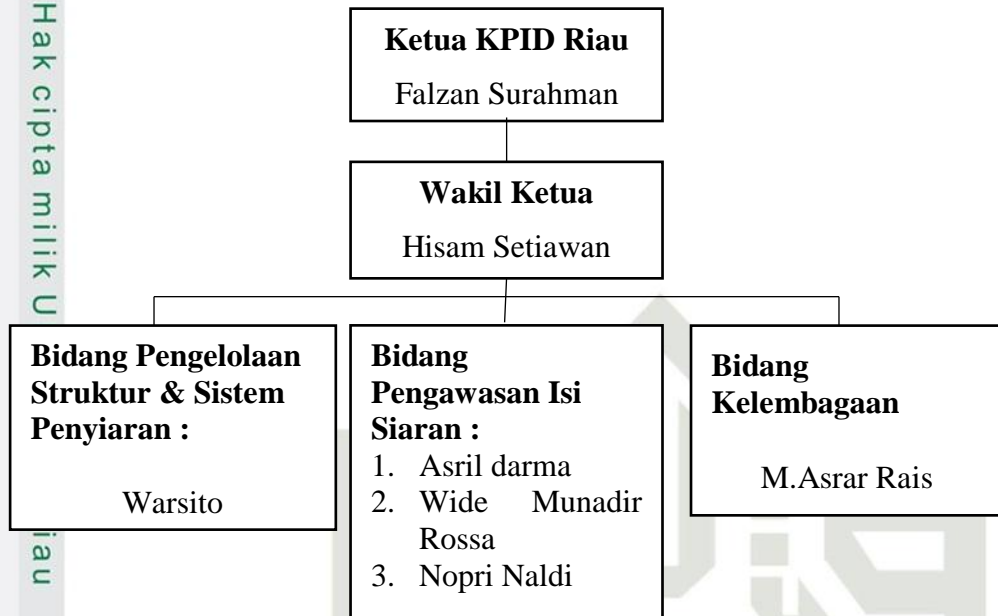 Hak cipta milik U
iau
Ketua KPID Riau
Falzan Surahman
Wakil Ketua
Hisam Setiawan
Bidang Pengelolaan
Struktur & Sistem
Penyiaran :
Warsito
Bidang
Pengawasan Isi
Siaran :
1. Asril darma
2. Wide Munadir
Rossa
3. Nopri Naldi
Bidang
Kelembagaan
M.Asrar Rais